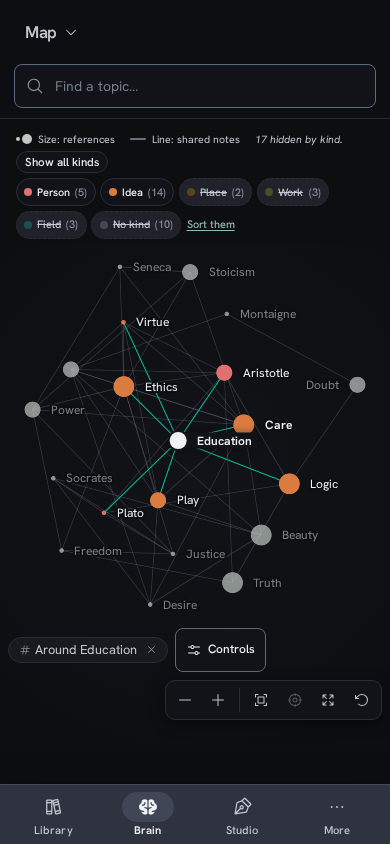 Map
Find a topic...
Size: references Line: shared notes 17 hidden by kind.
Show all kinds
Person (5) Idea (14) Place (2) Work (3)
Field (3) No kind (10) Sort them
Seneca
Stoicism
Virtue
Montaigne
Aristotle
Ethics
Doubt
Power
Care
Education
Socrates
Logic
Play
Plato
Beauty
Freedom
Justice
Truth
Desire
# Around Education
Controls
Library Brain Studio More